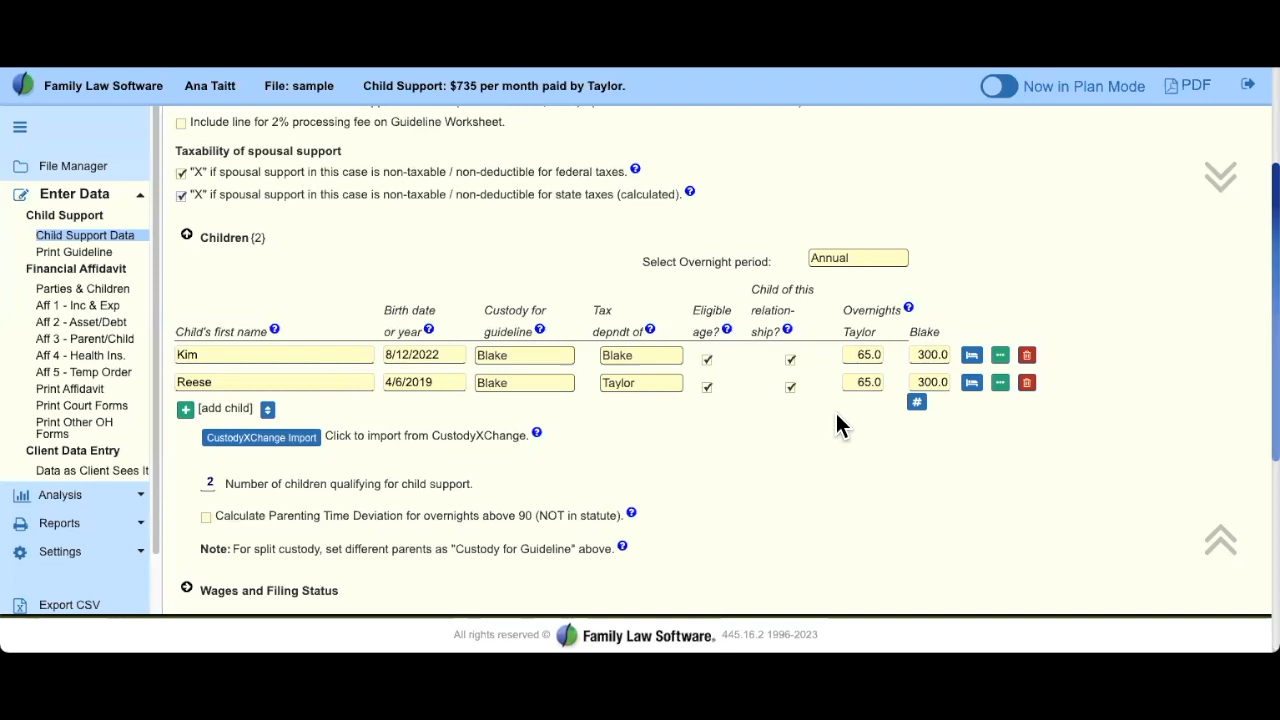 Family Law Software Ana Taitt File: sample Child Support: $735 per month paid by Taylor. Now in Plan Mode PDF
File Manager
Enter Data
Child Support
Child Support Data
Print Guideline
Financial Affidavit
Parties & Children
Aff 1 - Inc & Exp
Aff 2 - Asset/Debt
Aff 3 - Parent/Child
Aff 4 - Health Ins.
Aff 5 - Temp Order
Print Affidavit
Print Court Forms
Print Other OH
Forms
Client Data Entry
Data as Client Sees It
Analysis
Reports
Settings
Export CSV
Include line for 2% processing fee on Guideline Worksheet.
Taxability of spousal support
"X" if spousal support in this case is non-taxable / non-deductible for federal taxes. ?
"X" if spousal support in this case is non-taxable / non-deductible for state taxes (calculated). ?
Children {2}
Select Overnight period: Annual
Child of this
Birth date Custody for Tax Eligible relation- Overnights ?
Child's first name ? or year ? guideline ? depndt of ? age? ? ship? ? Taylor Blake
Kim 8/12/2022 Blake Blake 65.0 300.0
Reese 4/6/2019 Blake Taylor 65.0 300.0
+ [add child] #
CustodyXChange Import Click to import from CustodyXChange. ?
2 Number of children qualifying for child support.
Calculate Parenting Time Deviation for overnights above 90 (NOT in statute). ?
Note: For split custody, set different parents as "Custody for Guideline" above. ?
Wages and Filing Status
All rights reserved © Family Law Software. 445.16.2 1996-2023